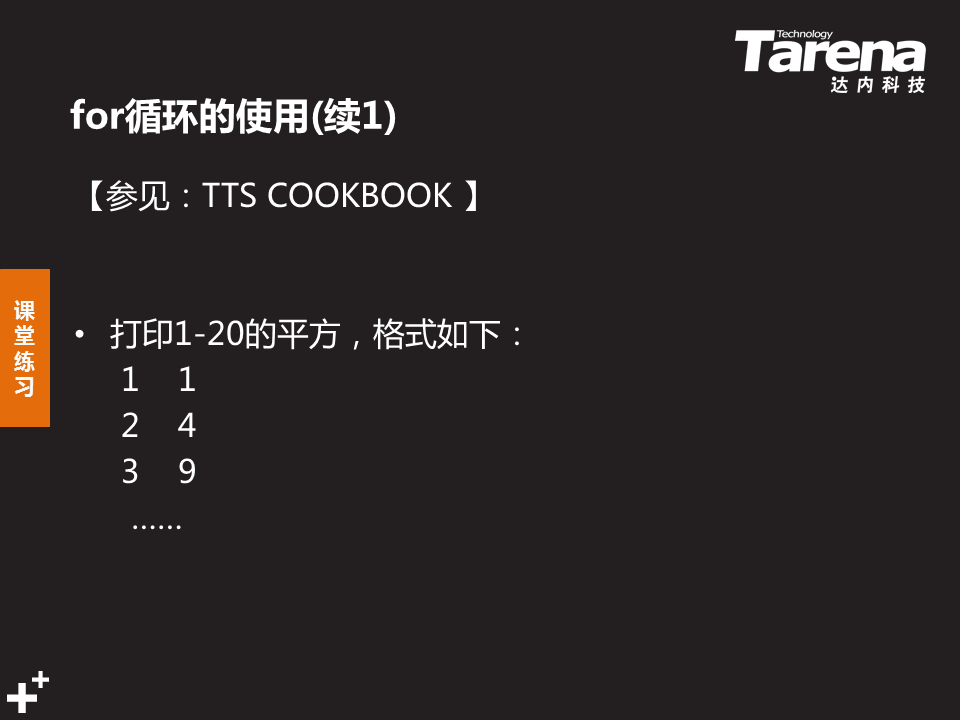 Technology
Tarena
达内科技
for循环的使用(续1)
【参见：TTS COOKBOOK 】
课堂练习
• 打印1-20的平方，格式如下：
1 1
2 4
3 9
……